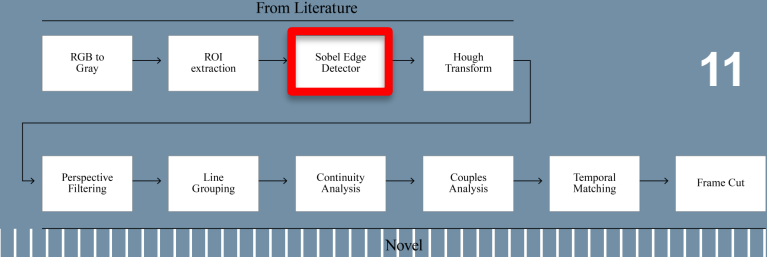 From Literature
RGB to
Gray
ROI
extraction
Sobel Edge
Detector
Hough
Transform
11
Perspective
Filtering
Line
Grouping
Continuity
Analysis
Couples
Analysis
Temporal
Matching
Frame Cut
Novel